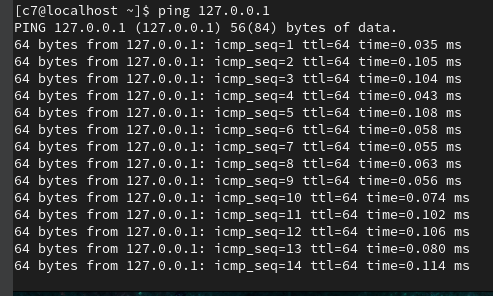 [c7@localhost ~]$ ping 127.0.0.1
PING 127.0.0.1 (127.0.0.1) 56(84) bytes of data.
64 bytes from 127.0.0.1: icmp_seq=1 ttl=64 time=0.035 ms
64 bytes from 127.0.0.1: icmp_seq=2 ttl=64 time=0.105 ms
64 bytes from 127.0.0.1: icmp_seq=3 ttl=64 time=0.104 ms
64 bytes from 127.0.0.1: icmp_seq=4 ttl=64 time=0.043 ms
64 bytes from 127.0.0.1: icmp_seq=5 ttl=64 time=0.108 ms
64 bytes from 127.0.0.1: icmp_seq=6 ttl=64 time=0.058 ms
64 bytes from 127.0.0.1: icmp_seq=7 ttl=64 time=0.055 ms
64 bytes from 127.0.0.1: icmp_seq=8 ttl=64 time=0.063 ms
64 bytes from 127.0.0.1: icmp_seq=9 ttl=64 time=0.056 ms
64 bytes from 127.0.0.1: icmp_seq=10 ttl=64 time=0.074 ms
64 bytes from 127.0.0.1: icmp_seq=11 ttl=64 time=0.102 ms
64 bytes from 127.0.0.1: icmp_seq=12 ttl=64 time=0.106 ms
64 bytes from 127.0.0.1: icmp_seq=13 ttl=64 time=0.080 ms
64 bytes from 127.0.0.1: icmp_seq=14 ttl=64 time=0.114 ms